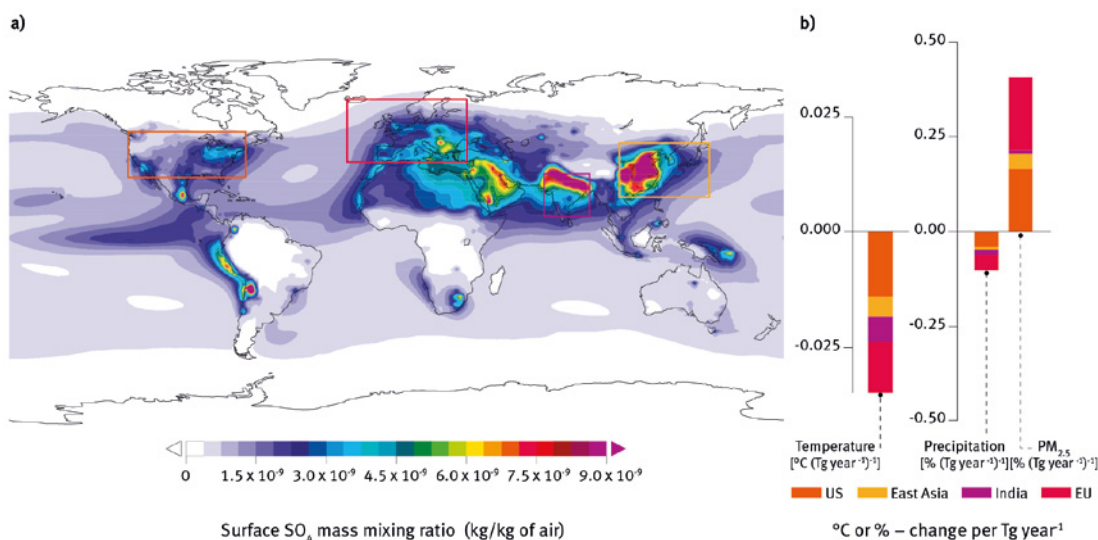 a)
0
1.5 x 10⁻⁹
3.0 x 10⁻⁹
4.5 x 10⁻⁹
6.0 x 10⁻⁹
7.5 x 10⁻⁹
9.0 x 10⁻⁹
Surface SO₄ mass mixing ratio (kg/kg of air)
b)
0.025
0.000
-0.025
0.50
0.25
0.00
-0.25
-0.50
Temperature
[ºC (Tg year⁻¹)⁻¹]
Precipitation
[% (Tg year⁻¹)⁻¹]
PM₂.₅
[% (Tg year⁻¹)⁻¹]
US
East Asia
India
EU
ºC or % – change per Tg year¹